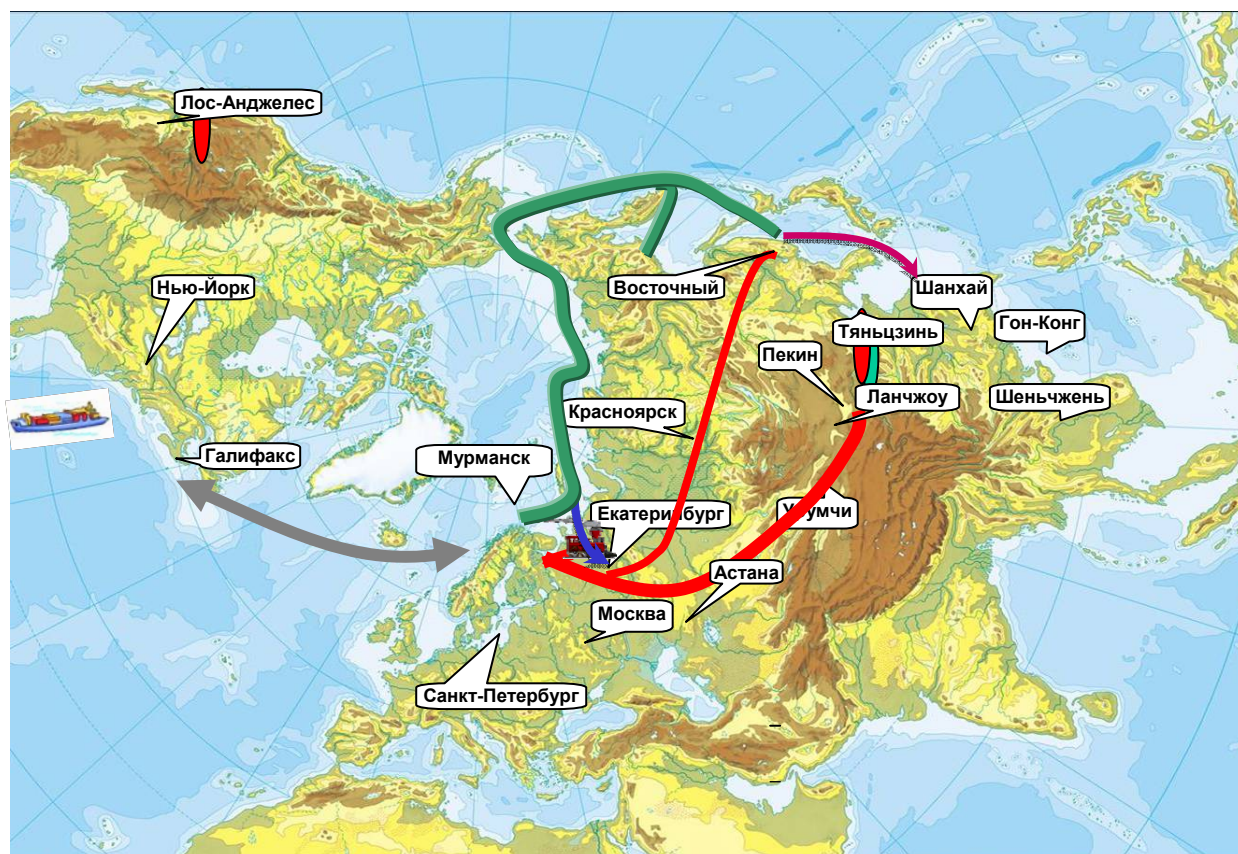 Лос-Анджелес
Нью-Йорк
Восточный
Шанхай
Гон-Конг
Тяньцзинь
Пекин
Ланчжоу
Шеньчжень
Красноярск
Галифакс
Мурманск
Екатеринбург
Урумчи
Астана
Москва
Санкт-Петербург